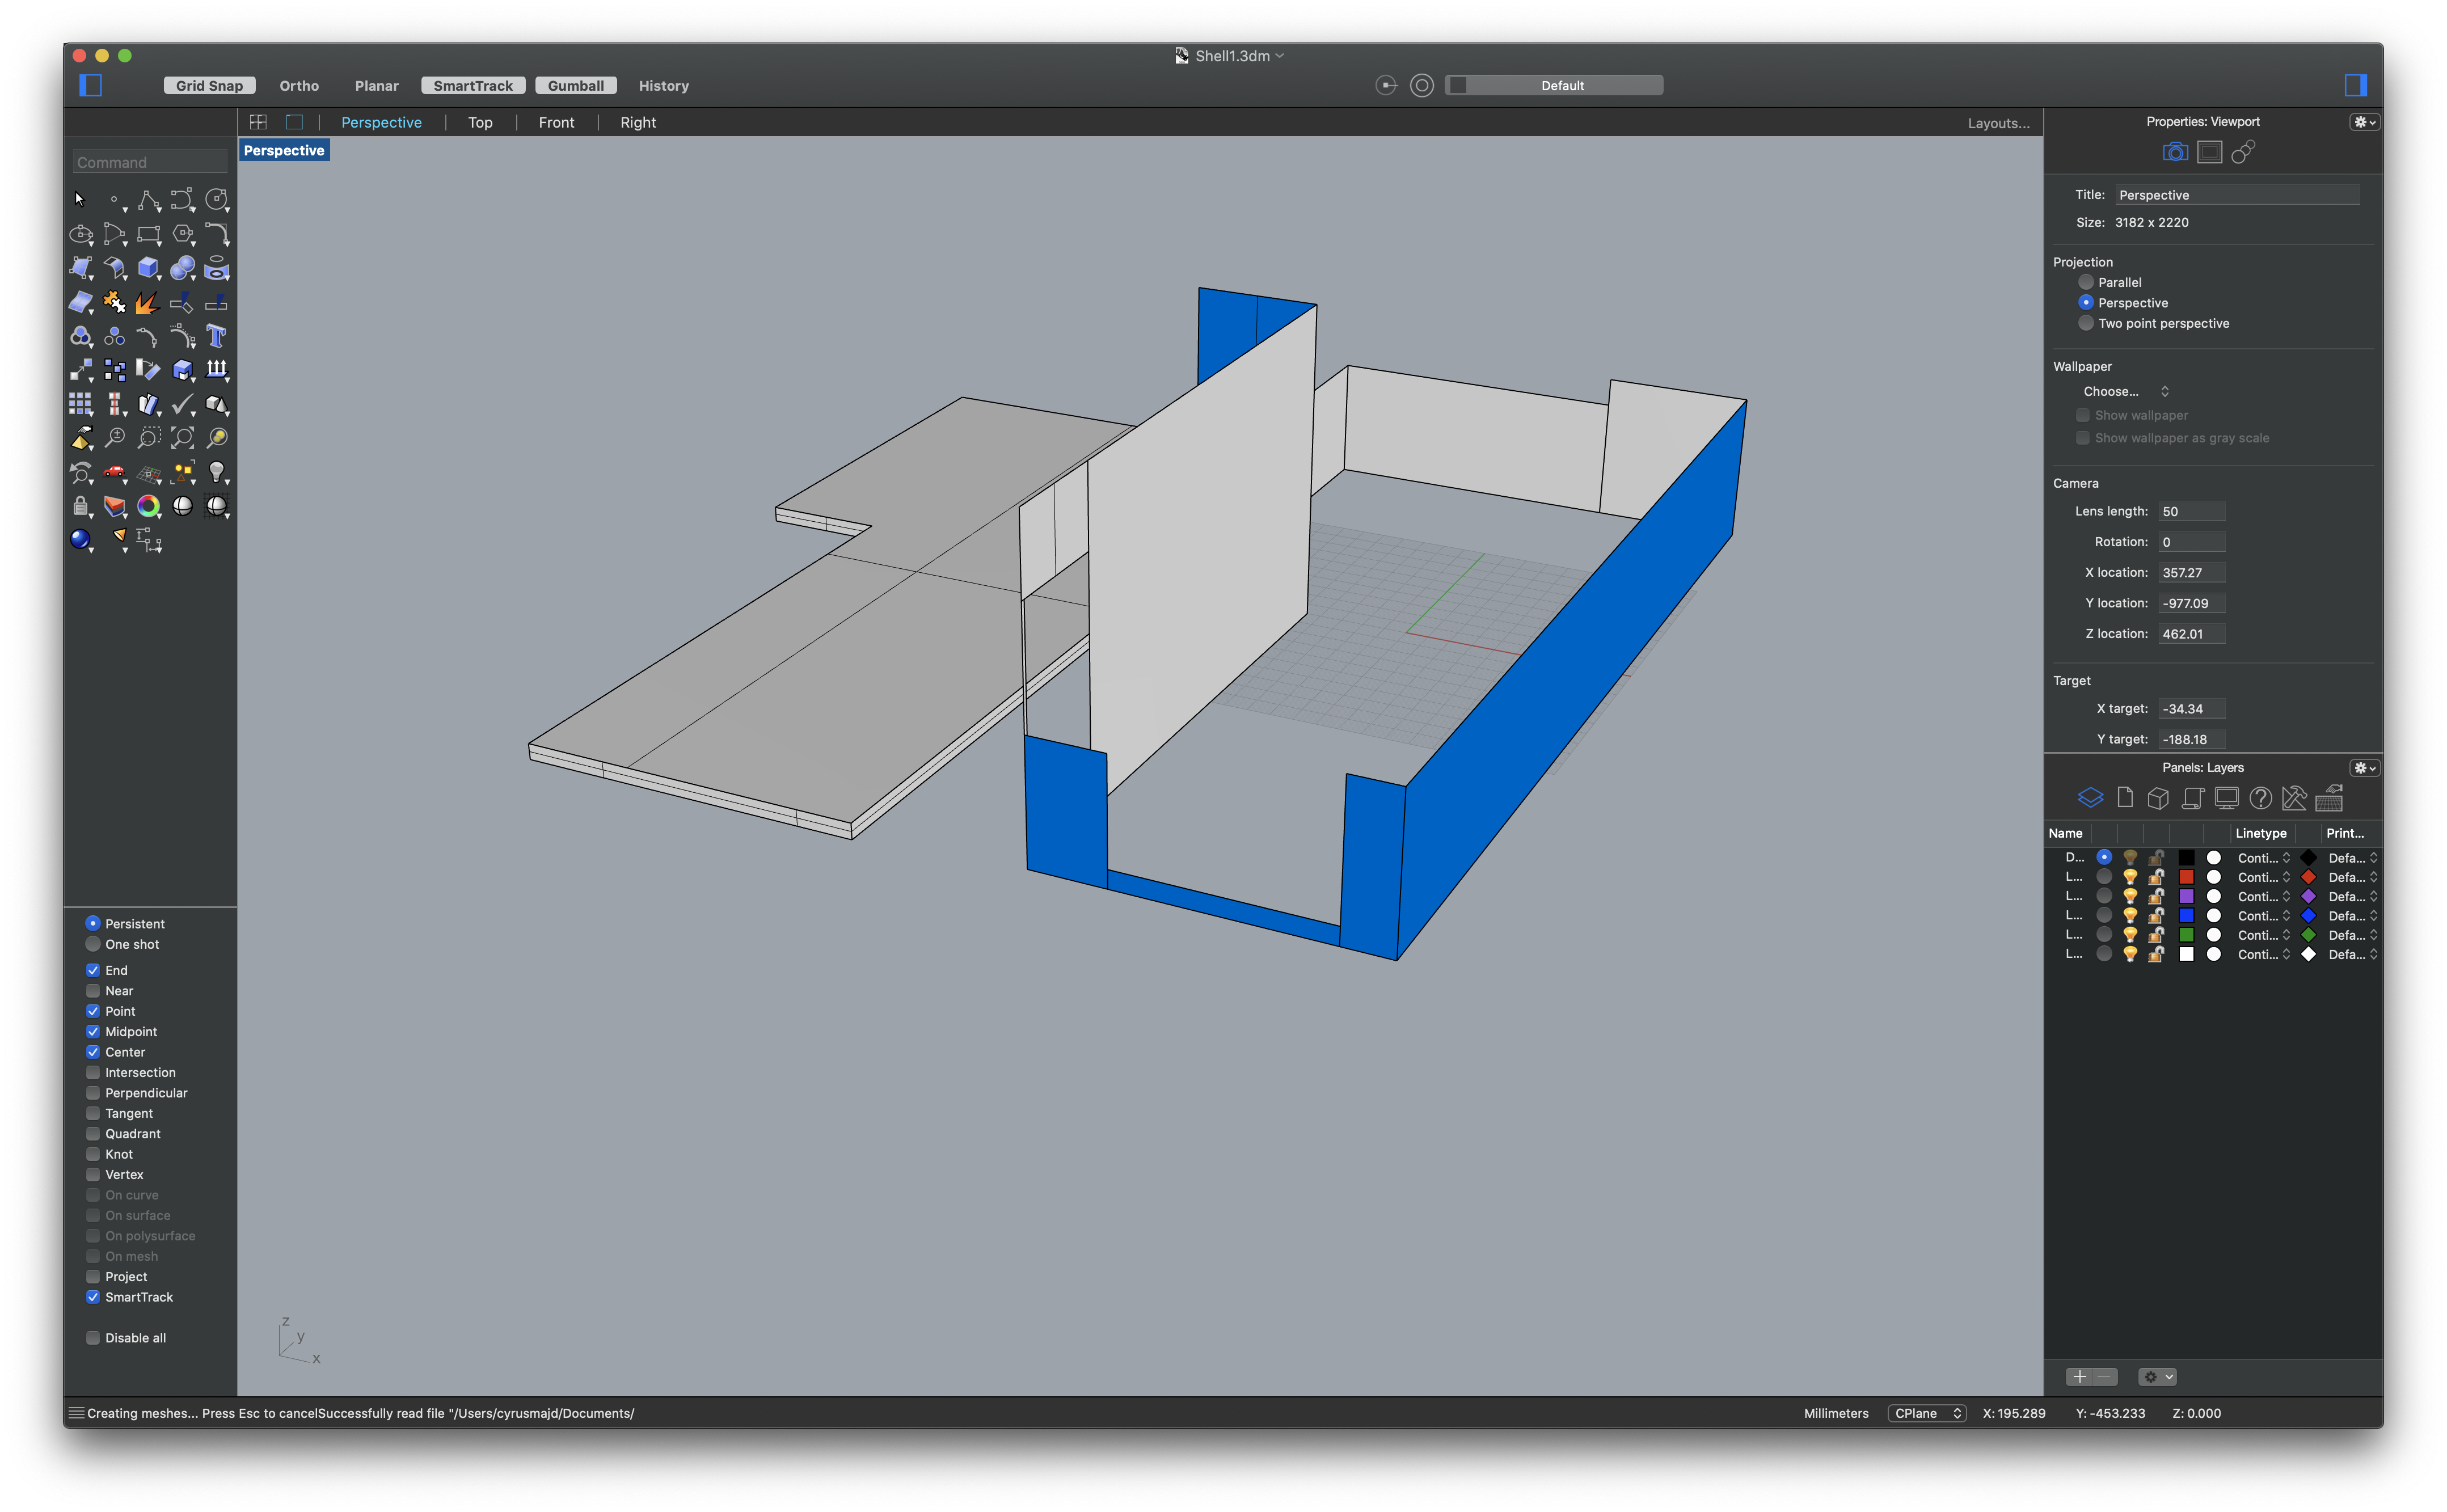 Shell1.3dm
Grid Snap Ortho Planar SmartTrack Gumball History Default
Perspective Top Front Right Layouts...
Perspective
Command
Persistent
One shot
End
Near
Point
Midpoint
Center
Intersection
Perpendicular
Tangent
Quadrant
Knot
Vertex
On curve
On surface
On polysurface
On mesh
Project
SmartTrack
Disable all
z
y
x
Properties: Viewport
Title: Perspective
Size: 3182 x 2220
Projection
Parallel
Perspective
Two point perspective
Wallpaper
Choose...
Show wallpaper
Show wallpaper as gray scale
Camera
Lens length: 50
Rotation: 0
X location: 357.27
Y location: -977.09
Z location: 462.01
Target
X target: -34.34
Y target: -188.18
Panels: Layers
Name Linetype Print...
D... Conti... Defa...
L... Conti... Defa...
L... Conti... Defa...
L... Conti... Defa...
L... Conti... Defa...
L... Conti... Defa...
Creating meshes... Press Esc to cancelSuccessfully read file "/Users/cyrusmajd/Documents/ Millimeters CPlane X: 195.289 Y: -453.233 Z: 0.000